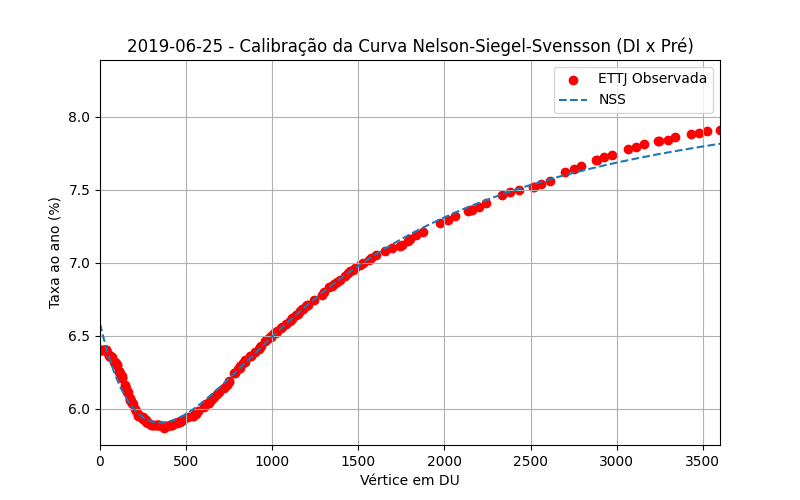 2019-06-25 - Calibração da Curva Nelson-Siegel-Svensson (DI x Pré)
ETTJ Observada
NSS
Taxa ao ano (%)
8.0
7.5
7.0
6.5
6.0
0 500 1000 1500 2000 2500 3000 3500
Vértice em DU